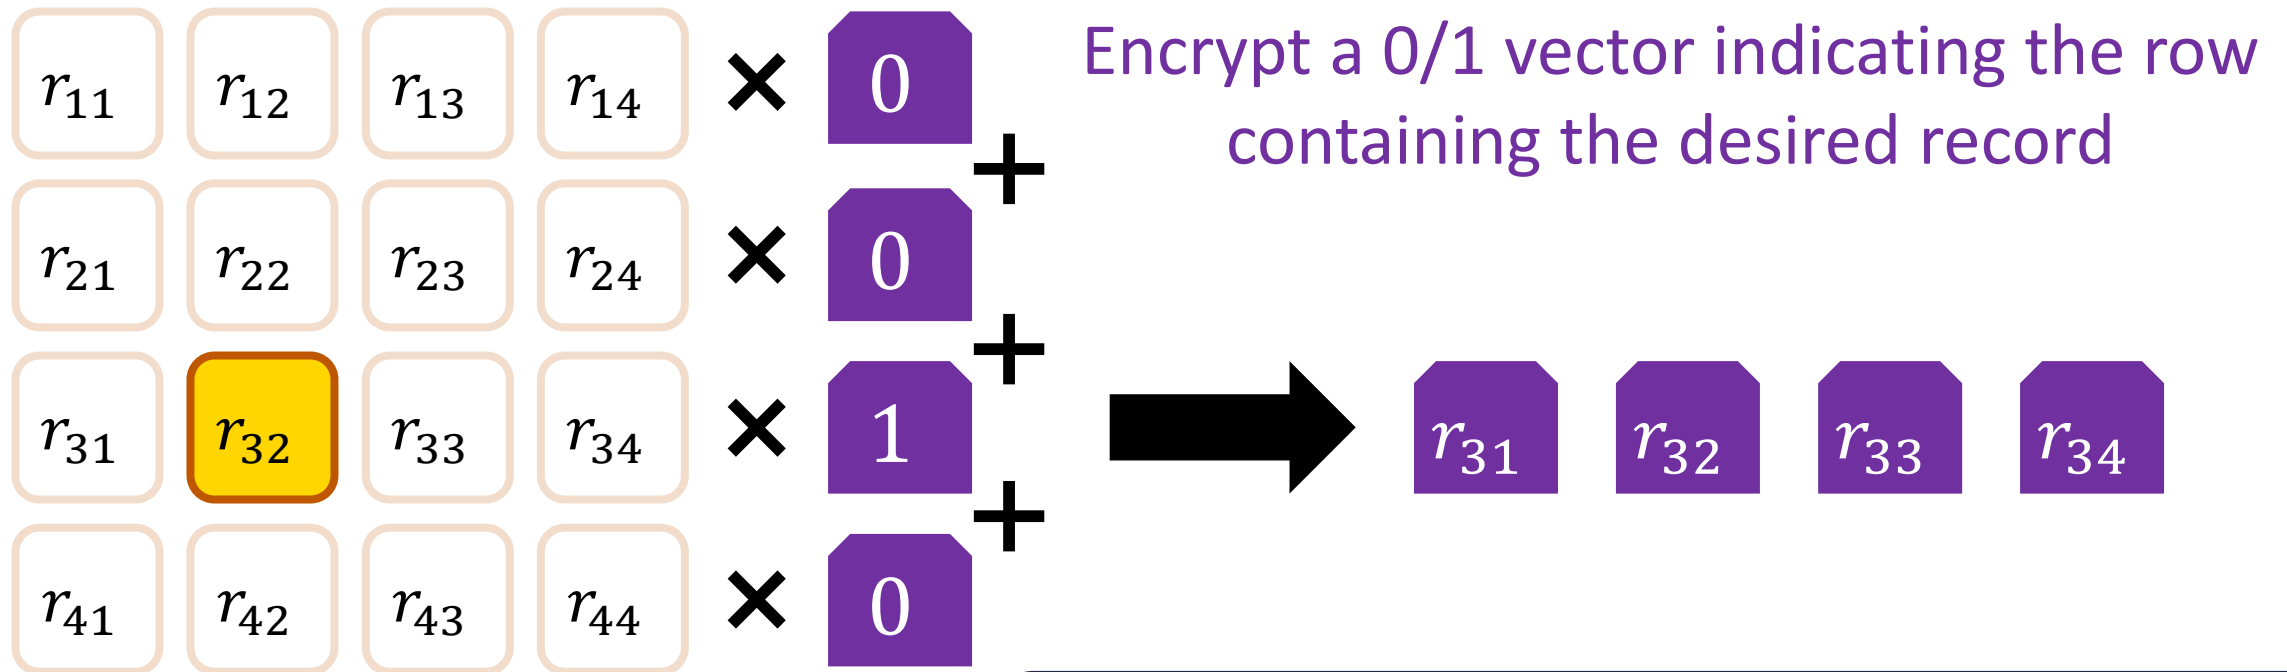 r₁₁ r₁₂ r₁₃ r₁₄ × 0
+
r₂₁ r₂₂ r₂₃ r₂₄ × 0
+
r₃₁ r₃₂ r₃₃ r₃₄ × 1
+
r₄₁ r₄₂ r₄₃ r₄₄ × 0
Encrypt a 0/1 vector indicating the row
containing the desired record
r₃₁ r₃₂ r₃₃ r₃₄